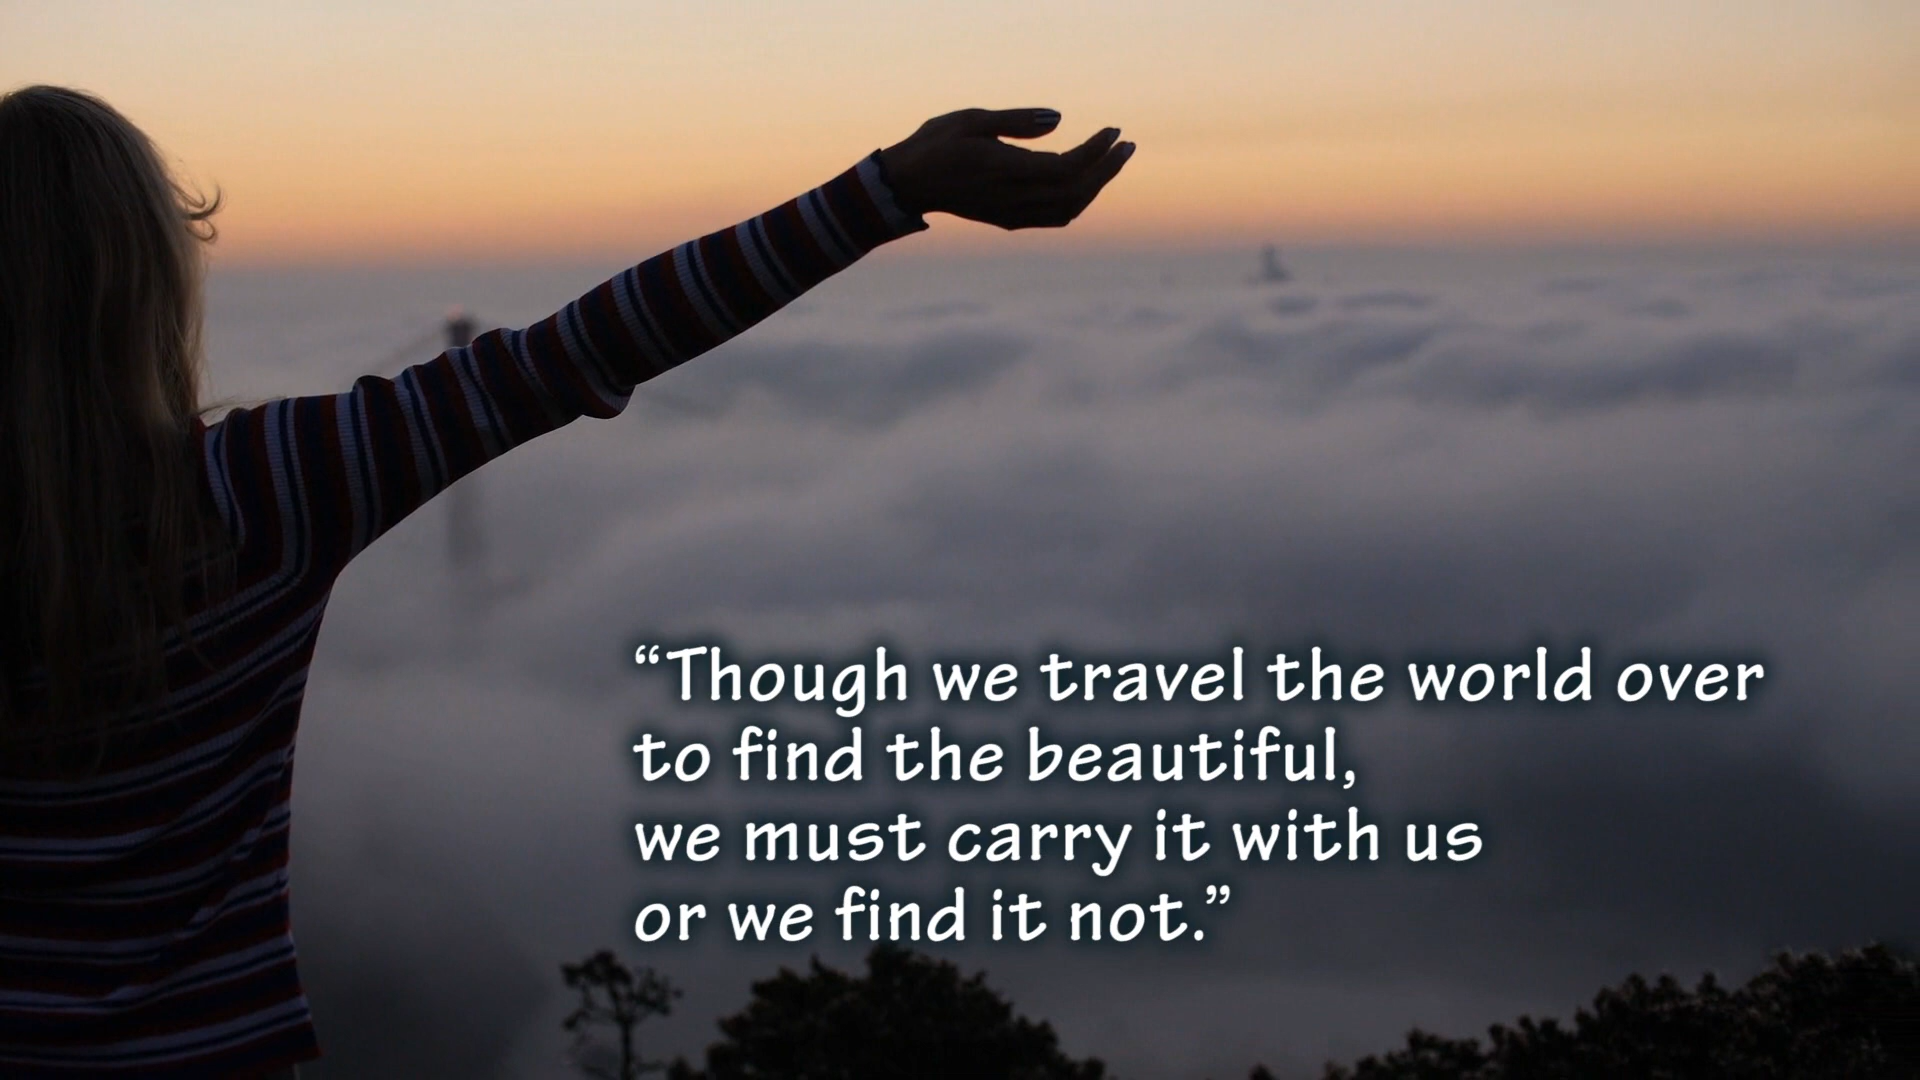 “Though we travel the world over
to find the beautiful,
we must carry it with us
or we find it not.”